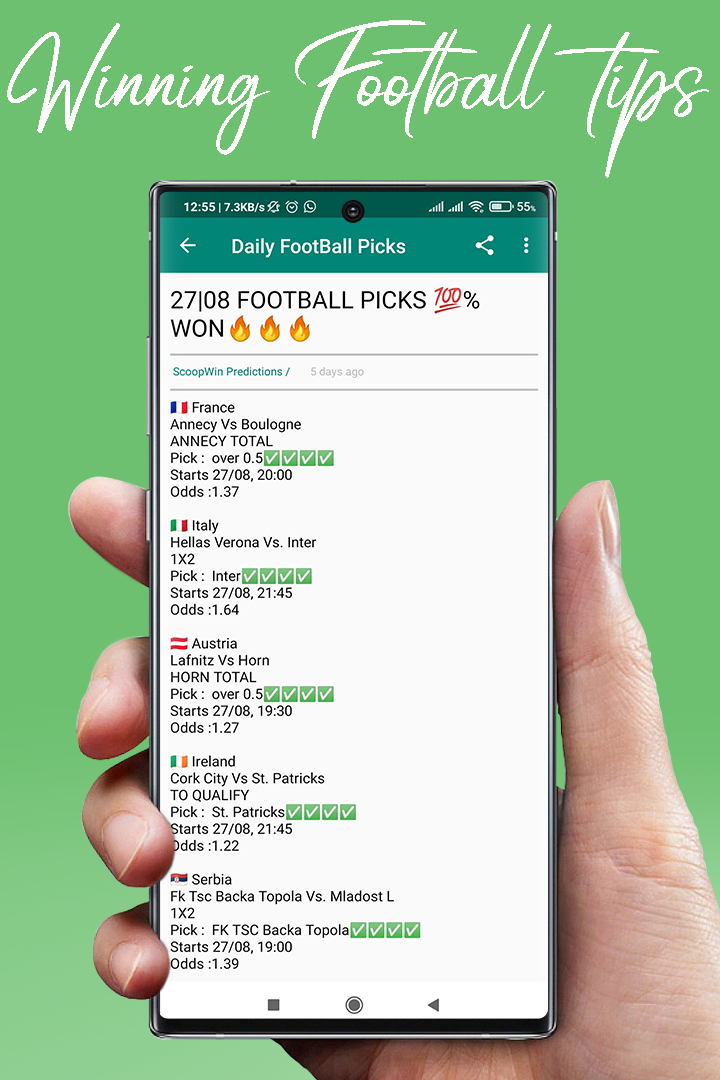 Winning Football tips
12:55 | 7.3KB/s 55%
Daily FootBall Picks
27|08 FOOTBALL PICKS 💯%
WON🔥🔥🔥
ScoopWin Predictions / 5 days ago
🇫🇷 France
Annecy Vs Boulogne
ANNECY TOTAL
Pick : over 0.5✅✅✅✅
Starts 27/08, 20:00
Odds :1.37
🇮🇹 Italy
Hellas Verona Vs. Inter
1X2
Pick : Inter✅✅✅✅
Starts 27/08, 21:45
Odds :1.64
🇦🇹 Austria
Lafnitz Vs Horn
HORN TOTAL
Pick : over 0.5✅✅✅✅
Starts 27/08, 19:30
Odds :1.27
🇮🇪 Ireland
Cork City Vs St. Patricks
TO QUALIFY
Pick : St. Patricks✅✅✅✅
Starts 27/08, 21:45
Odds :1.22
🇷🇸 Serbia
Fk Tsc Backa Topola Vs. Mladost L
1X2
Pick : FK TSC Backa Topola✅✅✅✅
Starts 27/08, 19:00
Odds :1.39